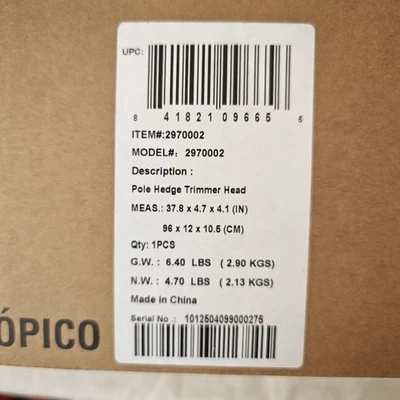 UPC:
8 41821 09665 6
ITEM#:2970002
MODEL#: 2970002
Description :
Pole Hedge Trimmer Head
MEAS.: 37.8 x 4.7 x 4.1 (IN)
96 x 12 x 10.5 (CM)
Qty: 1PCS
G.W. : 6.40 LBS ( 2.90 KGS)
N.W. : 4.70 LBS ( 2.13 KGS)
Made in China
Serial No .: 1012504099000275
ÓPICO